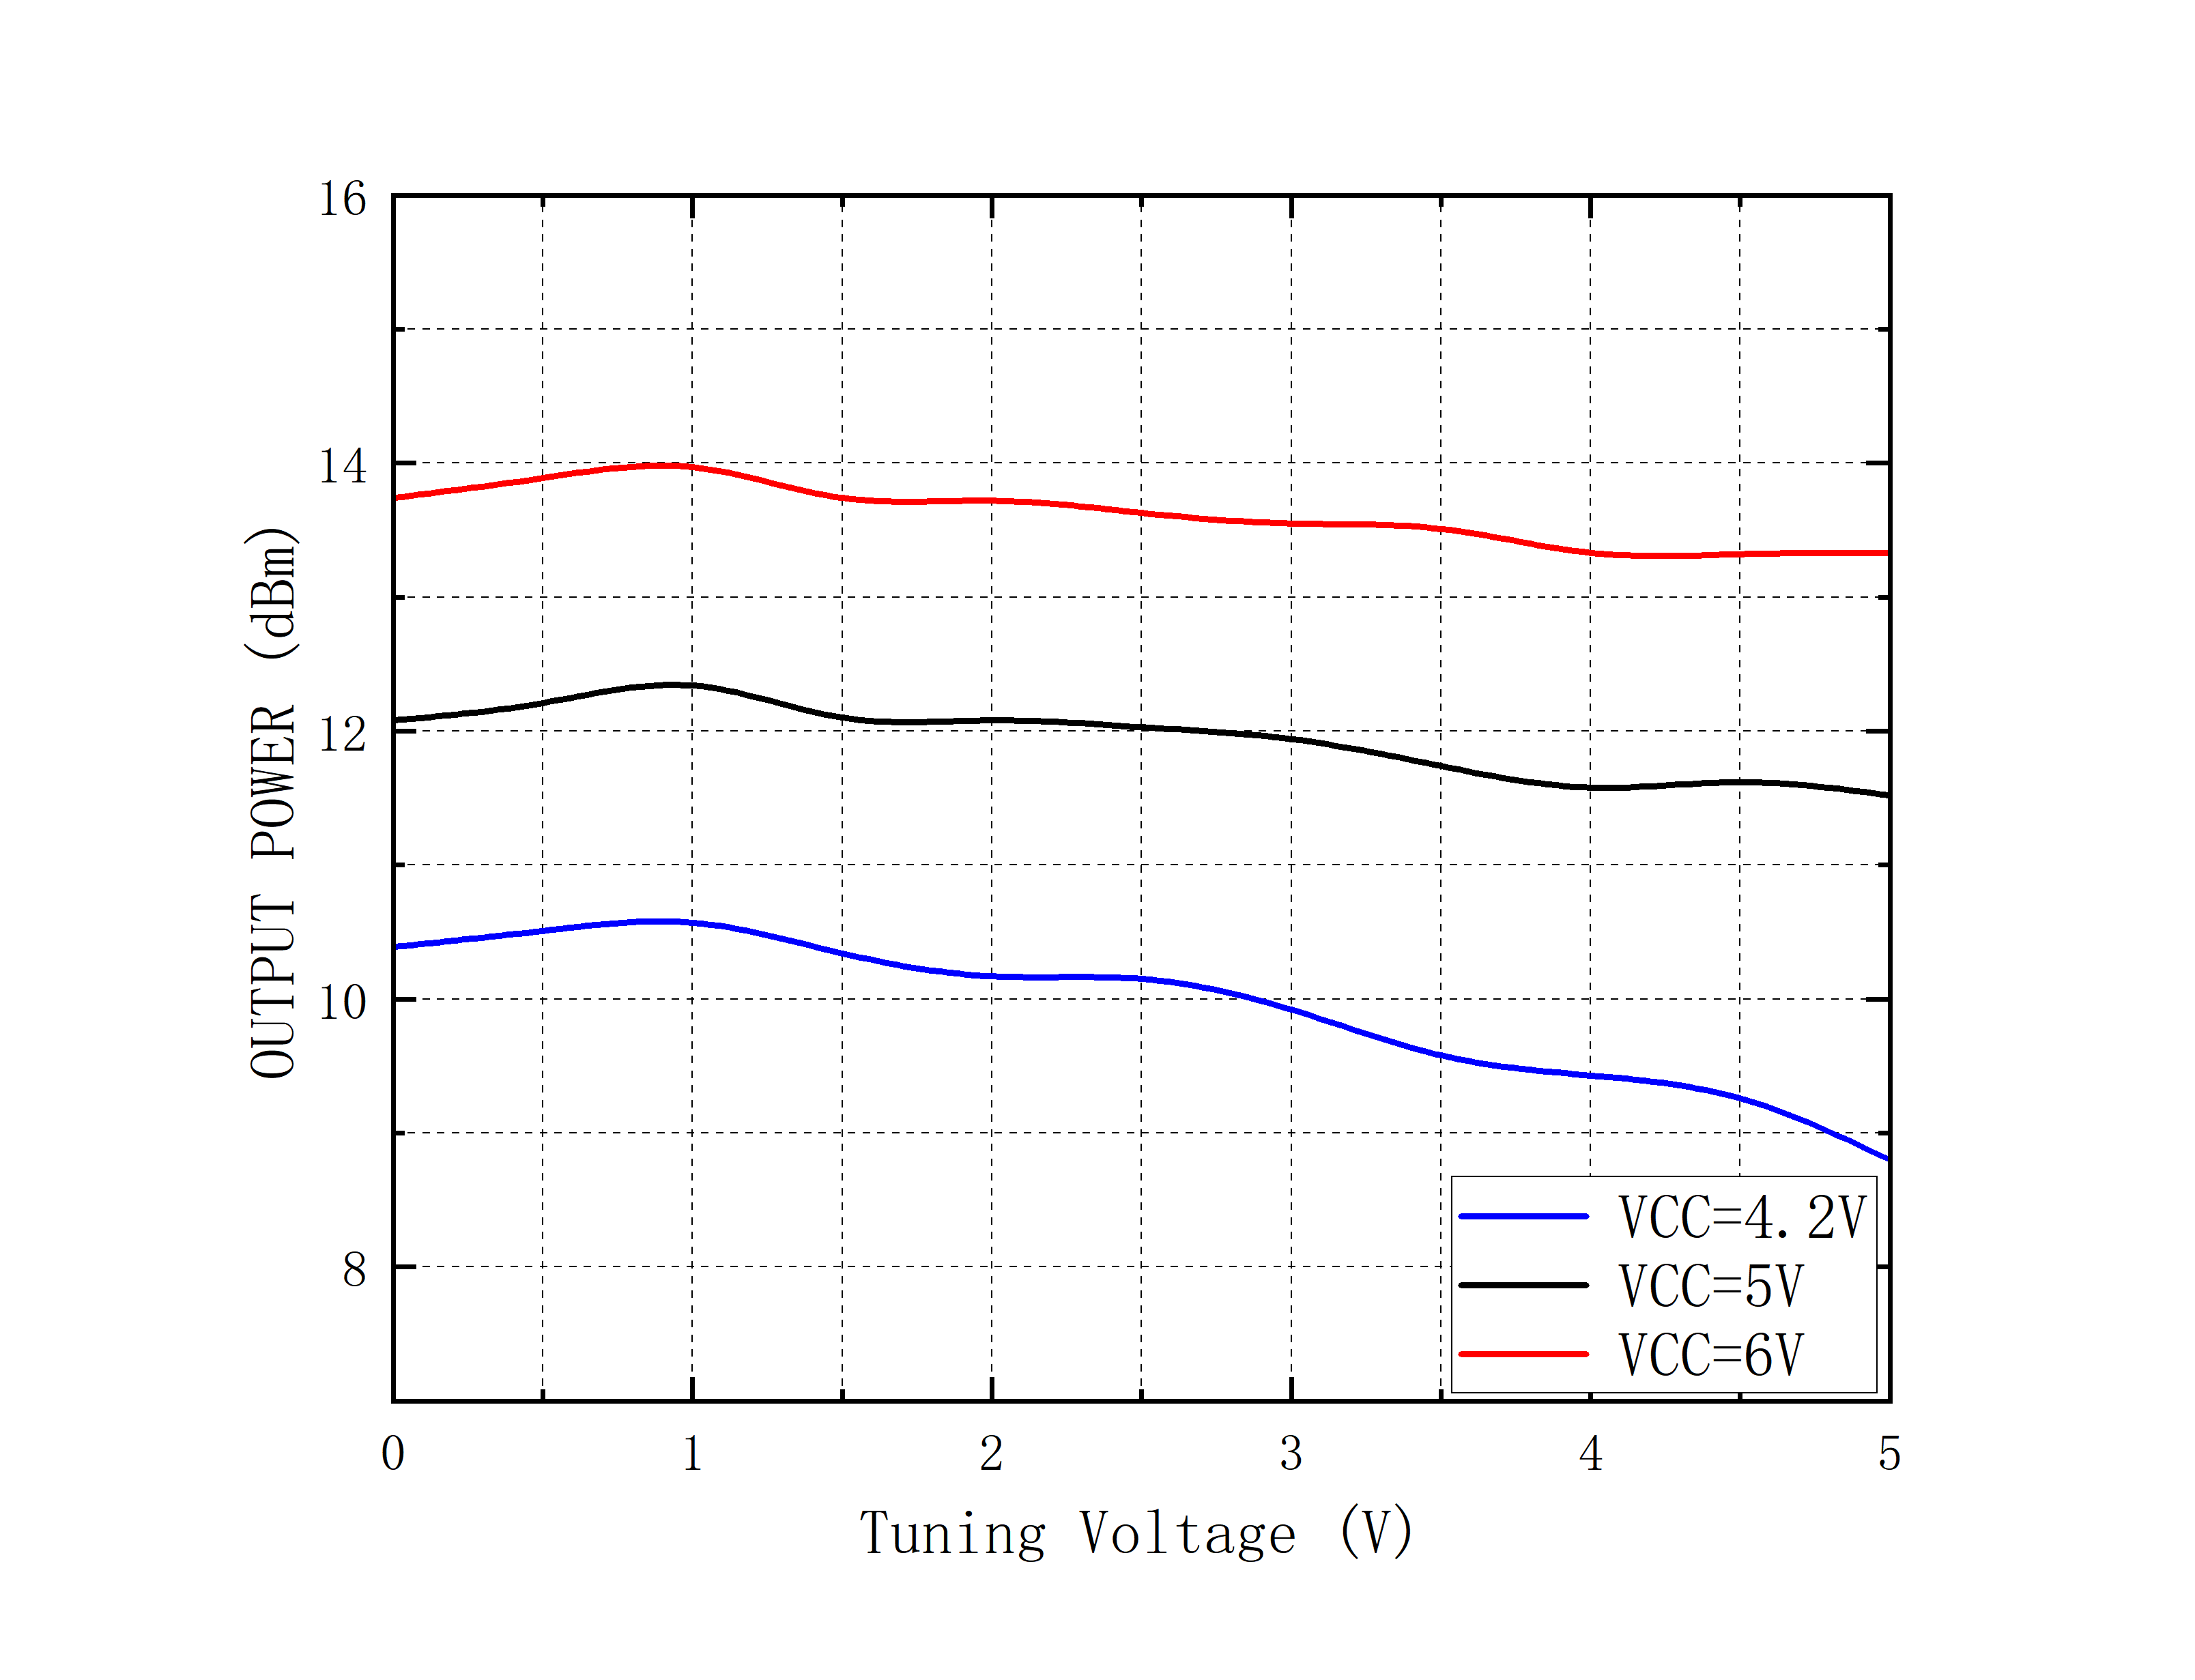 16
14
12
10
8
OUTPUT POWER (dBm)
VCC=4.2V
VCC=5V
VCC=6V
0 1 2 3 4 5
Tuning Voltage (V)